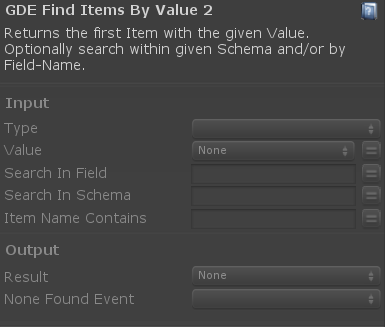 GDE Find Items By Value 2
Returns the first Item with the given Value.
Optionally search within given Schema and/or by
Field-Name.
Input
Type
Value None
Search In Field
Search In Schema
Item Name Contains
Output
Result None
None Found Event